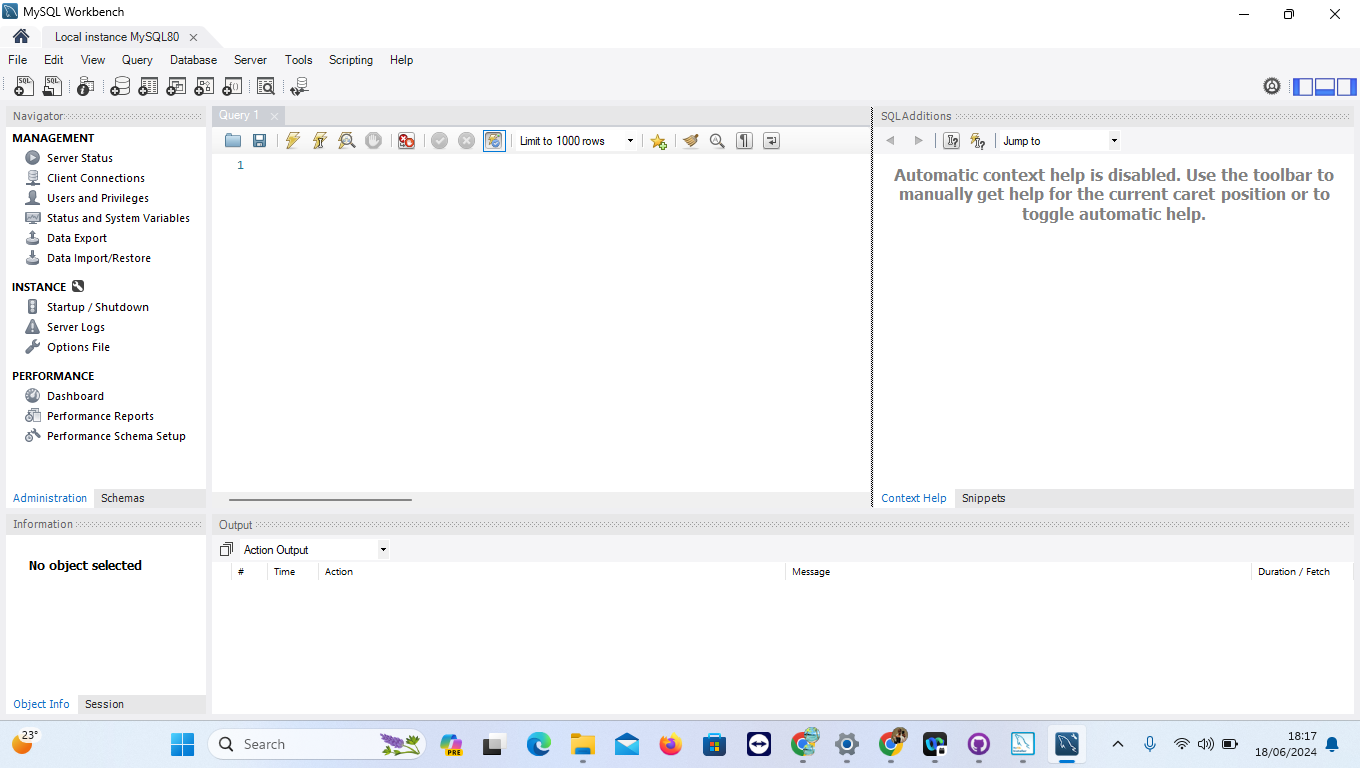 MySQL Workbench
Local instance MySQL80
File Edit View Query Database Server Tools Scripting Help
Navigator
MANAGEMENT
Server Status
Client Connections
Users and Privileges
Status and System Variables
Data Export
Data Import/Restore
INSTANCE
Startup / Shutdown
Server Logs
Options File
PERFORMANCE
Dashboard
Performance Reports
Performance Schema Setup
Administration Schemas
Query 1
Limit to 1000 rows
1
SQLAdditions
Jump to
Automatic context help is disabled. Use the toolbar to
manually get help for the current caret position or to
toggle automatic help.
Context Help Snippets
Information
No object selected
Object Info Session
Output
Action Output
# Time Action Message Duration / Fetch
23°
Search
PRE
18:17
18/06/2024